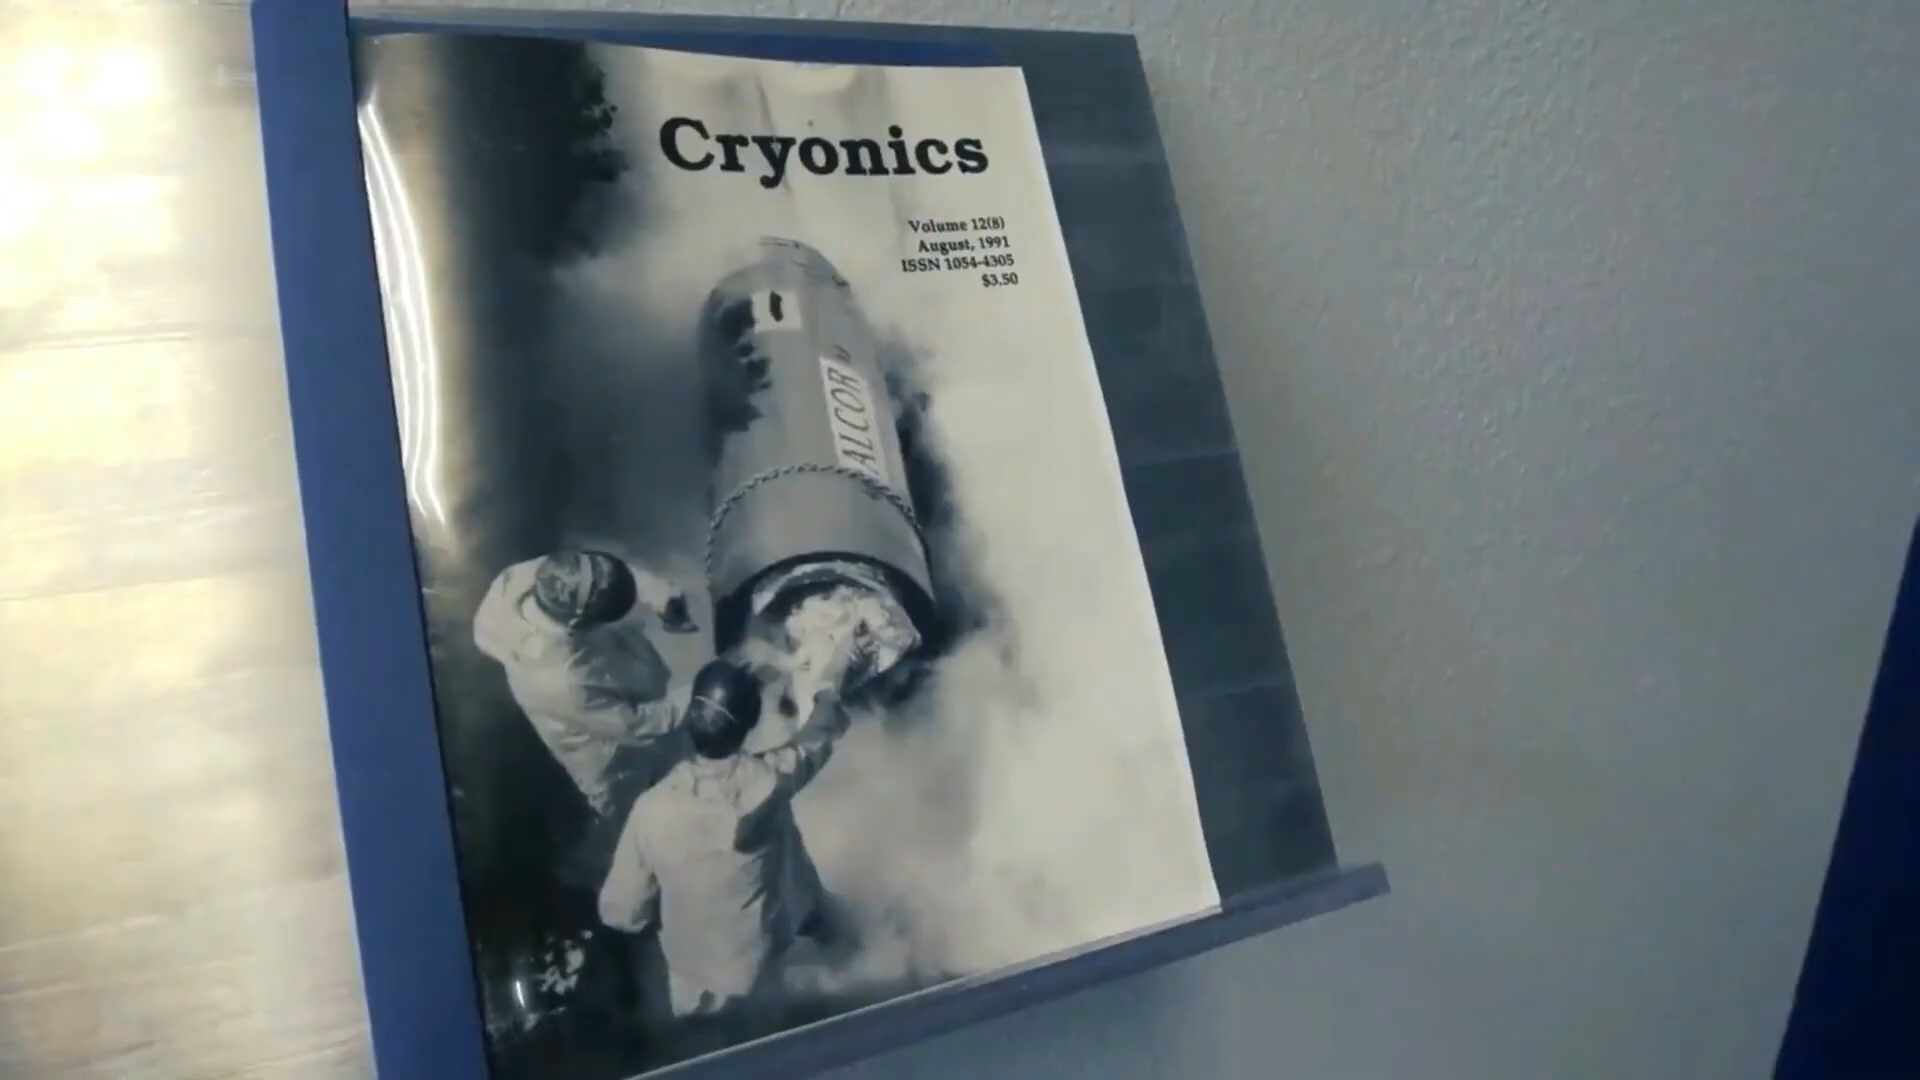 Cryonics
Volume 12(8)
August, 1991
ISSN 1054-4305
$3.50
ALCOR